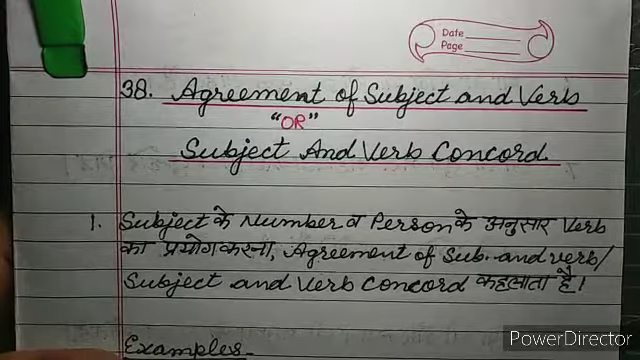 Date
Page
38. Agreement of Subject and Verb
"OR"
Subject And Verb Concord
1. Subject के Number व Person के अनुसार Verb
का प्रयोग करना, Agreement of Sub. and verb/
Subject and Verb Concord कहलाता है।
Examples-
PowerDirector